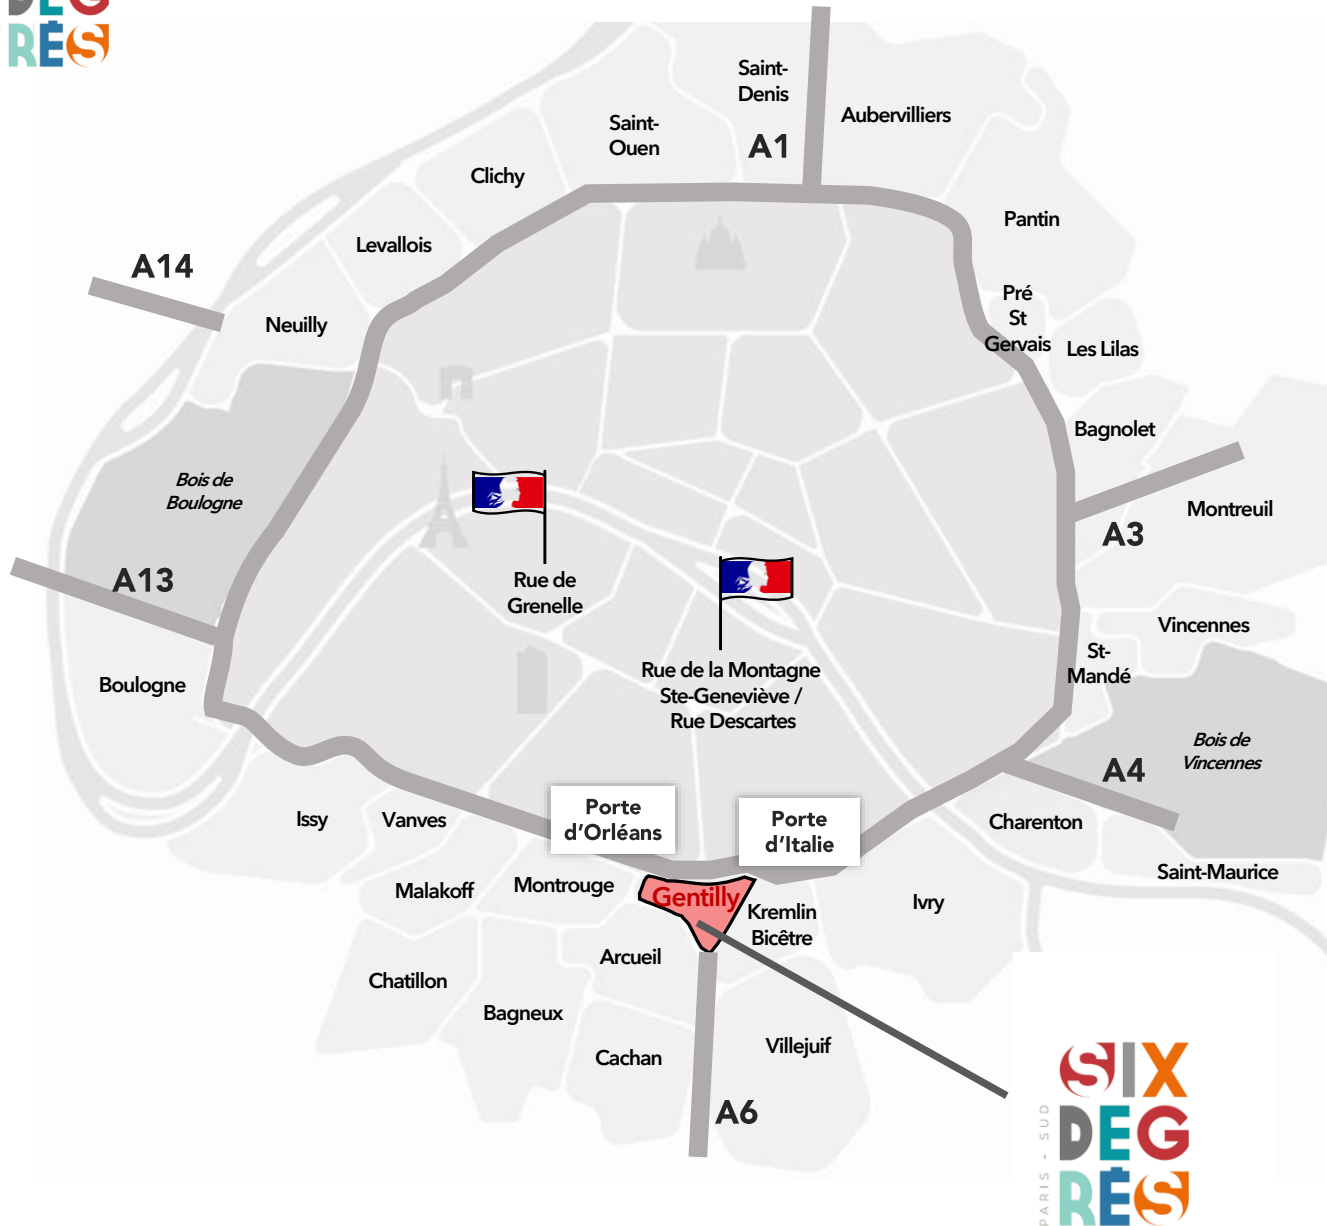 DEG
RÉS
Saint-
Denis
Aubervilliers
Saint-
Ouen
A1
Clichy
Pantin
Levallois
A14
Pré
St
Gervais
Neuilly
Les Lilas
Bagnolet
Bois de
Boulogne
Montreuil
A3
A13
Rue de
Grenelle
Vincennes
St-
Mandé
Rue de la Montagne
Ste-Geneviève /
Rue Descartes
Boulogne
Bois de
Vincennes
A4
Porte
d'Orléans
Porte
d'Italie
Issy
Vanves
Charenton
Saint-Maurice
Malakoff
Montrouge
Gentilly
Kremlin
Bicêtre
Ivry
Arcueil
Chatillon
Bagneux
Cachan
Villejuif
A6
SIX
DEG
RÉS
PARIS - SUD